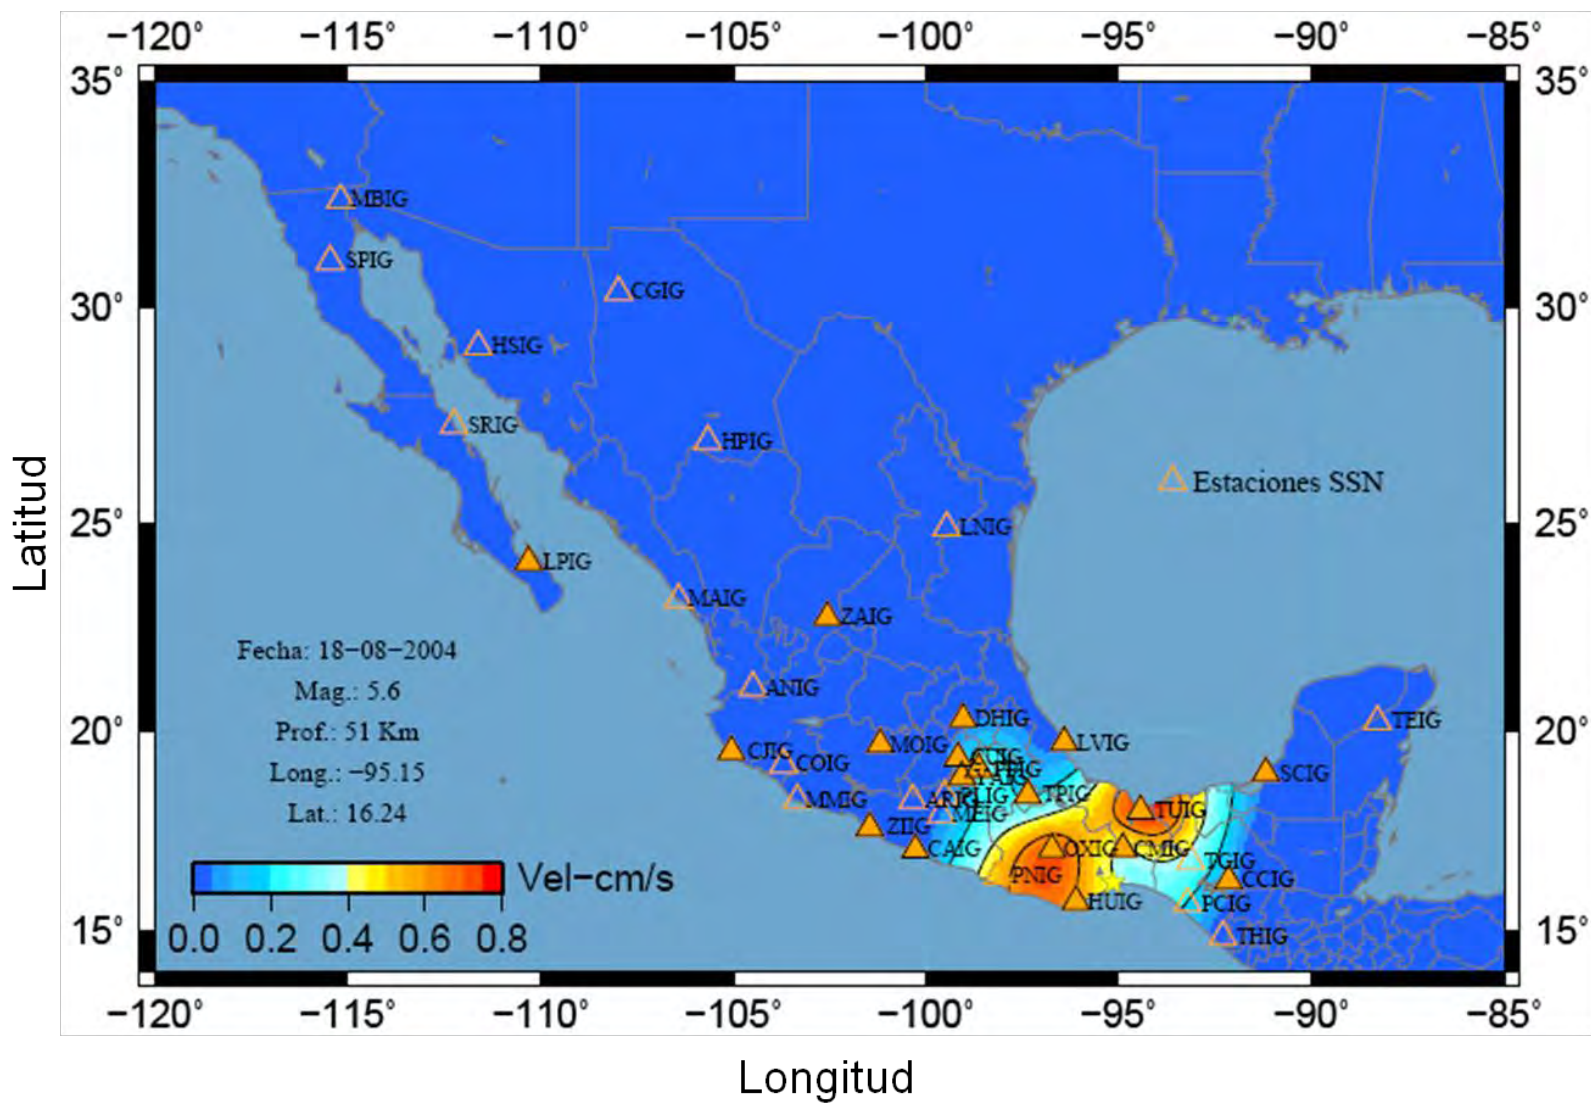 −120° −115° −110° −105° −100° −95° −90° −85°
35° 35°
MBIG
SPIG
CGIG
30° 30°
HSIG
SRIG
HPIG
Estaciones SSN
25° LNIG 25°
LPIG
MAIG
ZAIG
Fecha: 18−08−2004
ANIG
Mag.: 5.6
DHIG
TEIG
20° 20°
Prof.: 51 Km
MOIG
LVIG
CJIG
COIG
SCIG
Long.: −95.15
MMIG
ARIG
TPIG
Lat.: 16.24
MEIG
TUIG
ZIIG
CAIG
OXIG
CMIG
TGIG
PNIG
CCIG
Vel−cm/s
HUIG
PCIG
15° THIG 15°
0.0 0.2 0.4 0.6 0.8
−120° −115° −110° −105° −100° −95° −90° −85°
Latitud
Longitud